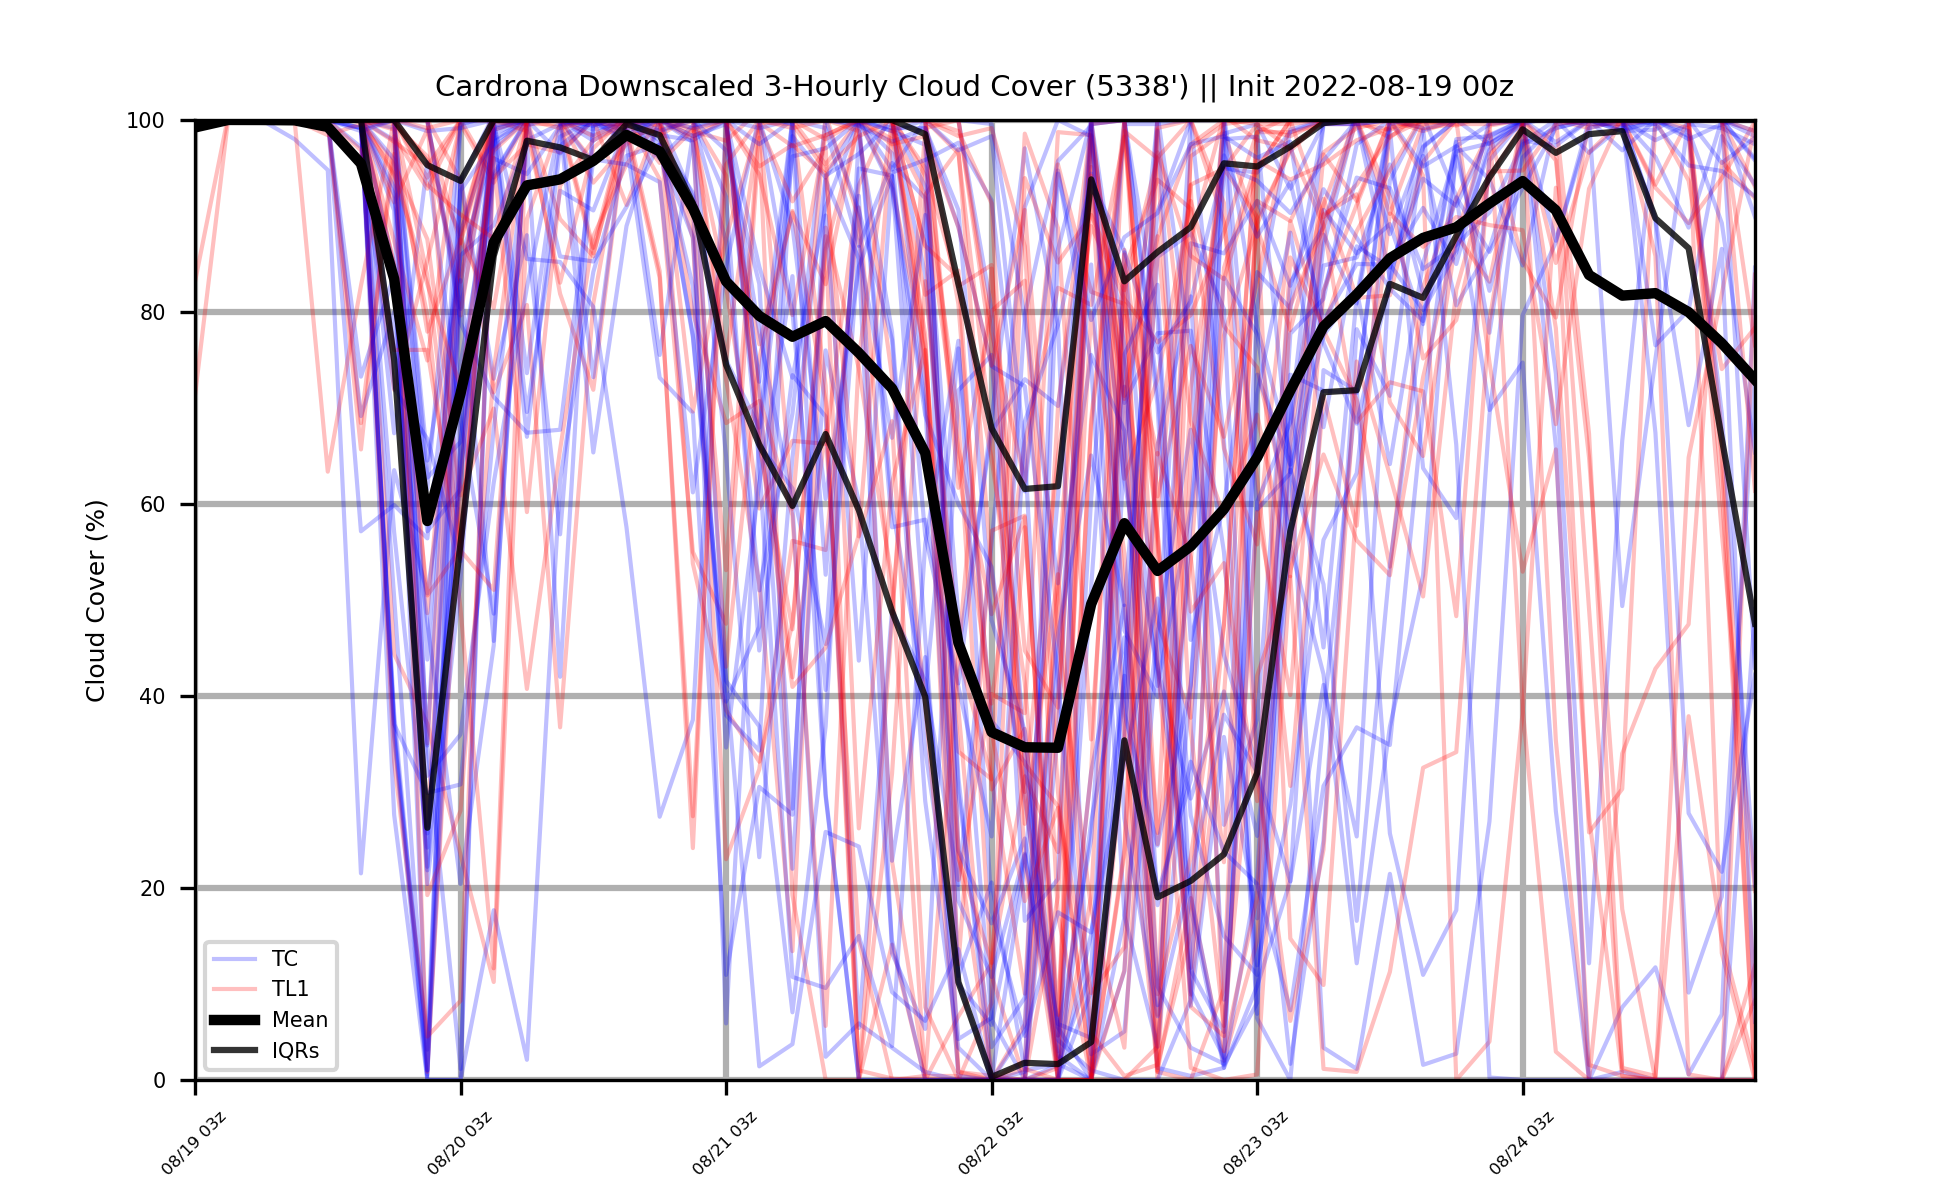 Cardrona Downscaled 3-Hourly Cloud Cover (5338') || Init 2022-08-19 00z
100
80
60
40
20
0
Cloud Cover (%)
TC
TL1
Mean
IQRs
08/19 03z
08/20 03z
08/21 03z
08/22 03z
08/23 03z
08/24 03z